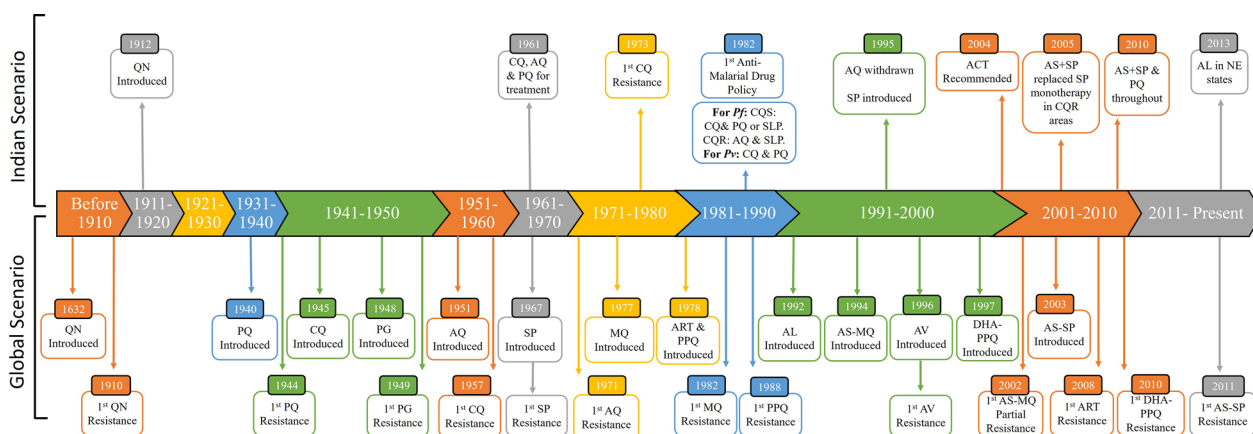 Indian Scenario
1912
QN
Introduced
1961
CQ, AQ
& PQ for
treatment
1973
1st CQ
Resistance
1982
1st Anti-
Malarial Drug
Policy
For Pf: CQS:
CQ& PQ or SLP.
CQR: AQ & SLP.
For Pv: CQ & PQ
1995
AQ withdrawn
SP introduced
2004
ACT
Recommended
2005
AS+SP
replaced SP
monotherapy
in CQR
areas
2010
AS+SP &
PQ
throughout
2013
AL in NE
states
Before
1910
1911-
1920
1921-
1930
1931-
1940
1941-1950
1951-
1960
1961-
1970
1971-1980
1981-1990
1991-2000
2001-2010
2011- Present
Global Scenario
1632
QN
Introduced
1940
PQ
Introduced
1945
CQ
Introduced
1948
PG
Introduced
1951
AQ
Introduced
1967
SP
Introduced
1977
MQ
Introduced
1978
ART &
PPQ
Introduced
1992
AL
Introduced
1994
AS-MQ
Introduced
1996
AV
Introduced
1997
DHA-
PPQ
Introduced
2003
AS-SP
Introduced
1910
1st QN
Resistance
1944
1st PQ
Resistance
1949
1st PG
Resistance
1957
1st CQ
Resistance
1st SP
Resistance
1971
1st AQ
Resistance
1982
1st MQ
Resistance
1988
1st PPQ
Resistance
1st AV
Resistance
2002
1st AS-MQ
Partial
Resistance
2008
1st ART
Resistance
2010
1st DHA-
PPQ
Resistance
2011
1st AS-SP
Resistance